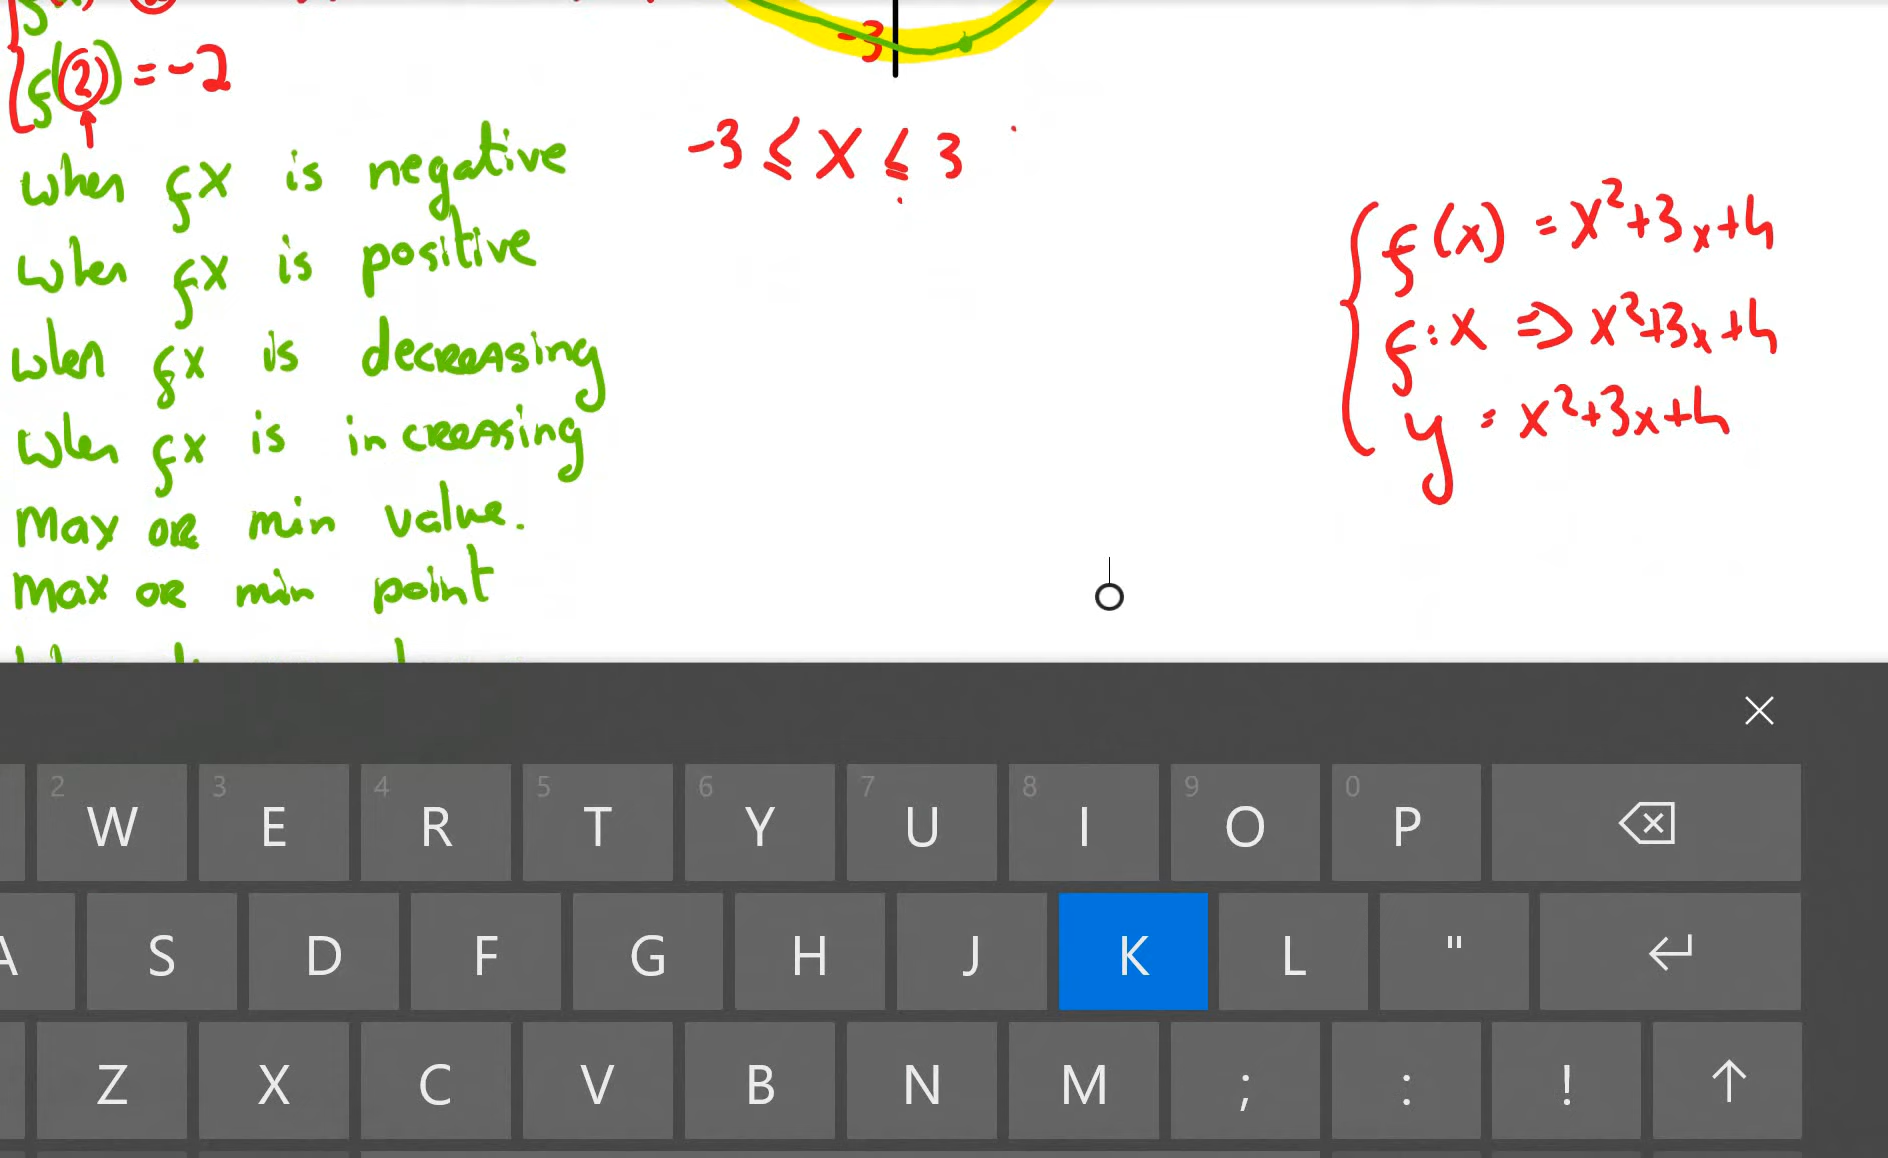 -3
f(2) = -2
-3 ≤ x ≤ 3
when fx is negative
when fx is positive
when fx is decreasing
when fx is increasing
max or min value.
max or min point
f(x) = x²+3x+4
f:x ⇒ x²+3x+4
y = x²+3x+4
2 3 4 5 6 7 8 9 0
W E R T Y U I O P
A S D F G H J K L "
Z X C V B N M ; : !